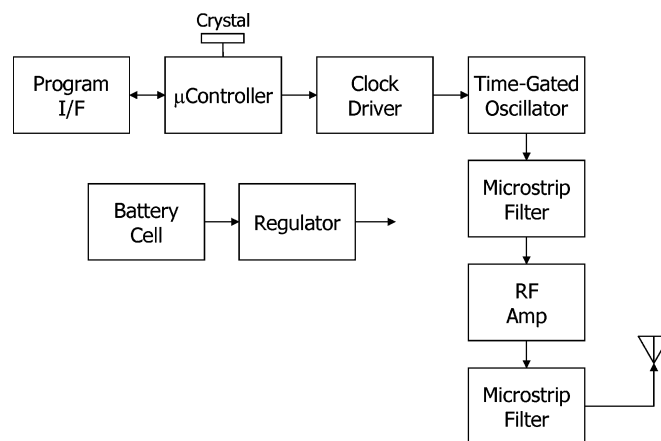 Crystal
Program
I/F
μController
Clock
Driver
Time-Gated
Oscillator
Battery
Cell
Regulator
Microstrip
Filter
RF
Amp
Microstrip
Filter